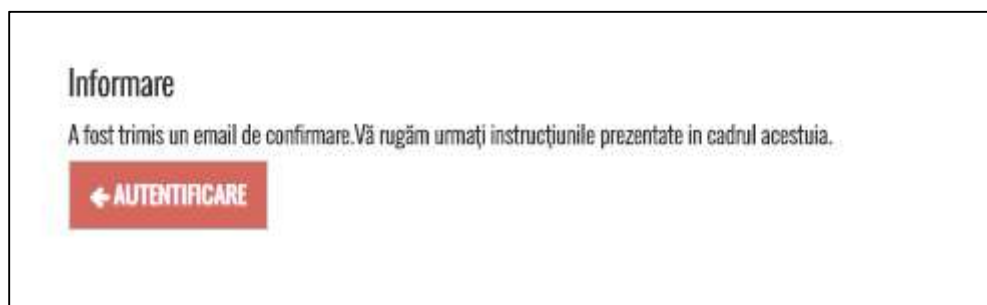 Informare
A fost trimis un email de confirmare.Vă rugăm urmați instrucțiunile prezentate in cadrul acestuia.
AUTENTIFICARE